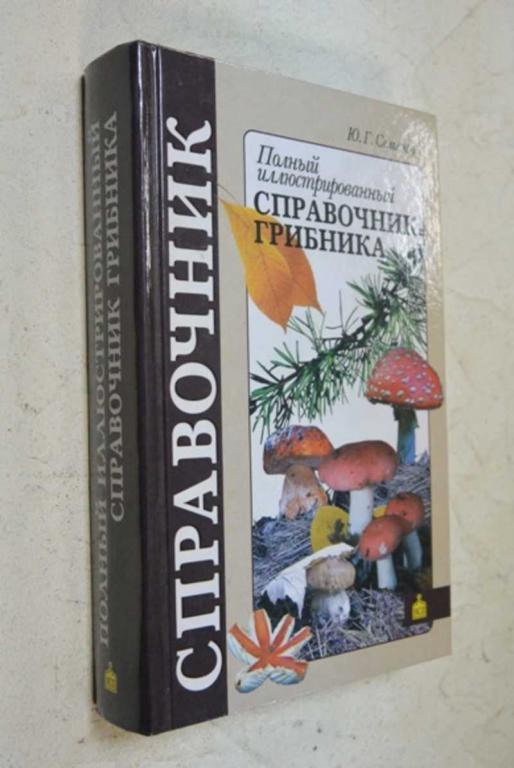 ПОЛНЫЙ ИЛЛЮСТРИРОВАННЫЙ
СПРАВОЧНИК ГРИБНИКА
СПРАВОЧНИК
Ю. Г.
Полный
иллюстрированный
СПРАВОЧНИК
ГРИБНИКА